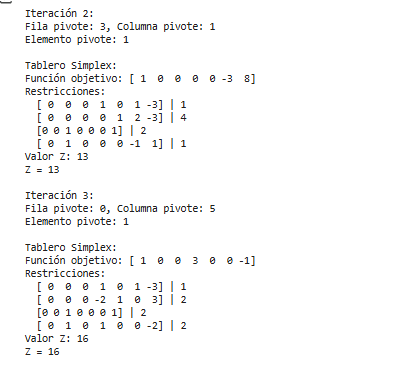 Iteración 2:
Fila pivote: 3, Columna pivote: 1
Elemento pivote: 1
Tablero Simplex:
Función objetivo: [ 1 0 0 0 0 -3 8]
Restricciones:
[ 0 0 0 1 0 1 -3] | 1
[ 0 0 0 0 1 2 -3] | 4
[0 0 1 0 0 0 1] | 2
[ 0 1 0 0 0 -1 1] | 1
Valor Z: 13
Z = 13
Iteración 3:
Fila pivote: 0, Columna pivote: 5
Elemento pivote: 1
Tablero Simplex:
Función objetivo: [ 1 0 0 3 0 0 -1]
Restricciones:
[ 0 0 0 1 0 1 -3] | 1
[ 0 0 0 -2 1 0 3] | 2
[0 0 1 0 0 0 1] | 2
[ 0 1 0 1 0 0 -2] | 2
Valor Z: 16
Z = 16